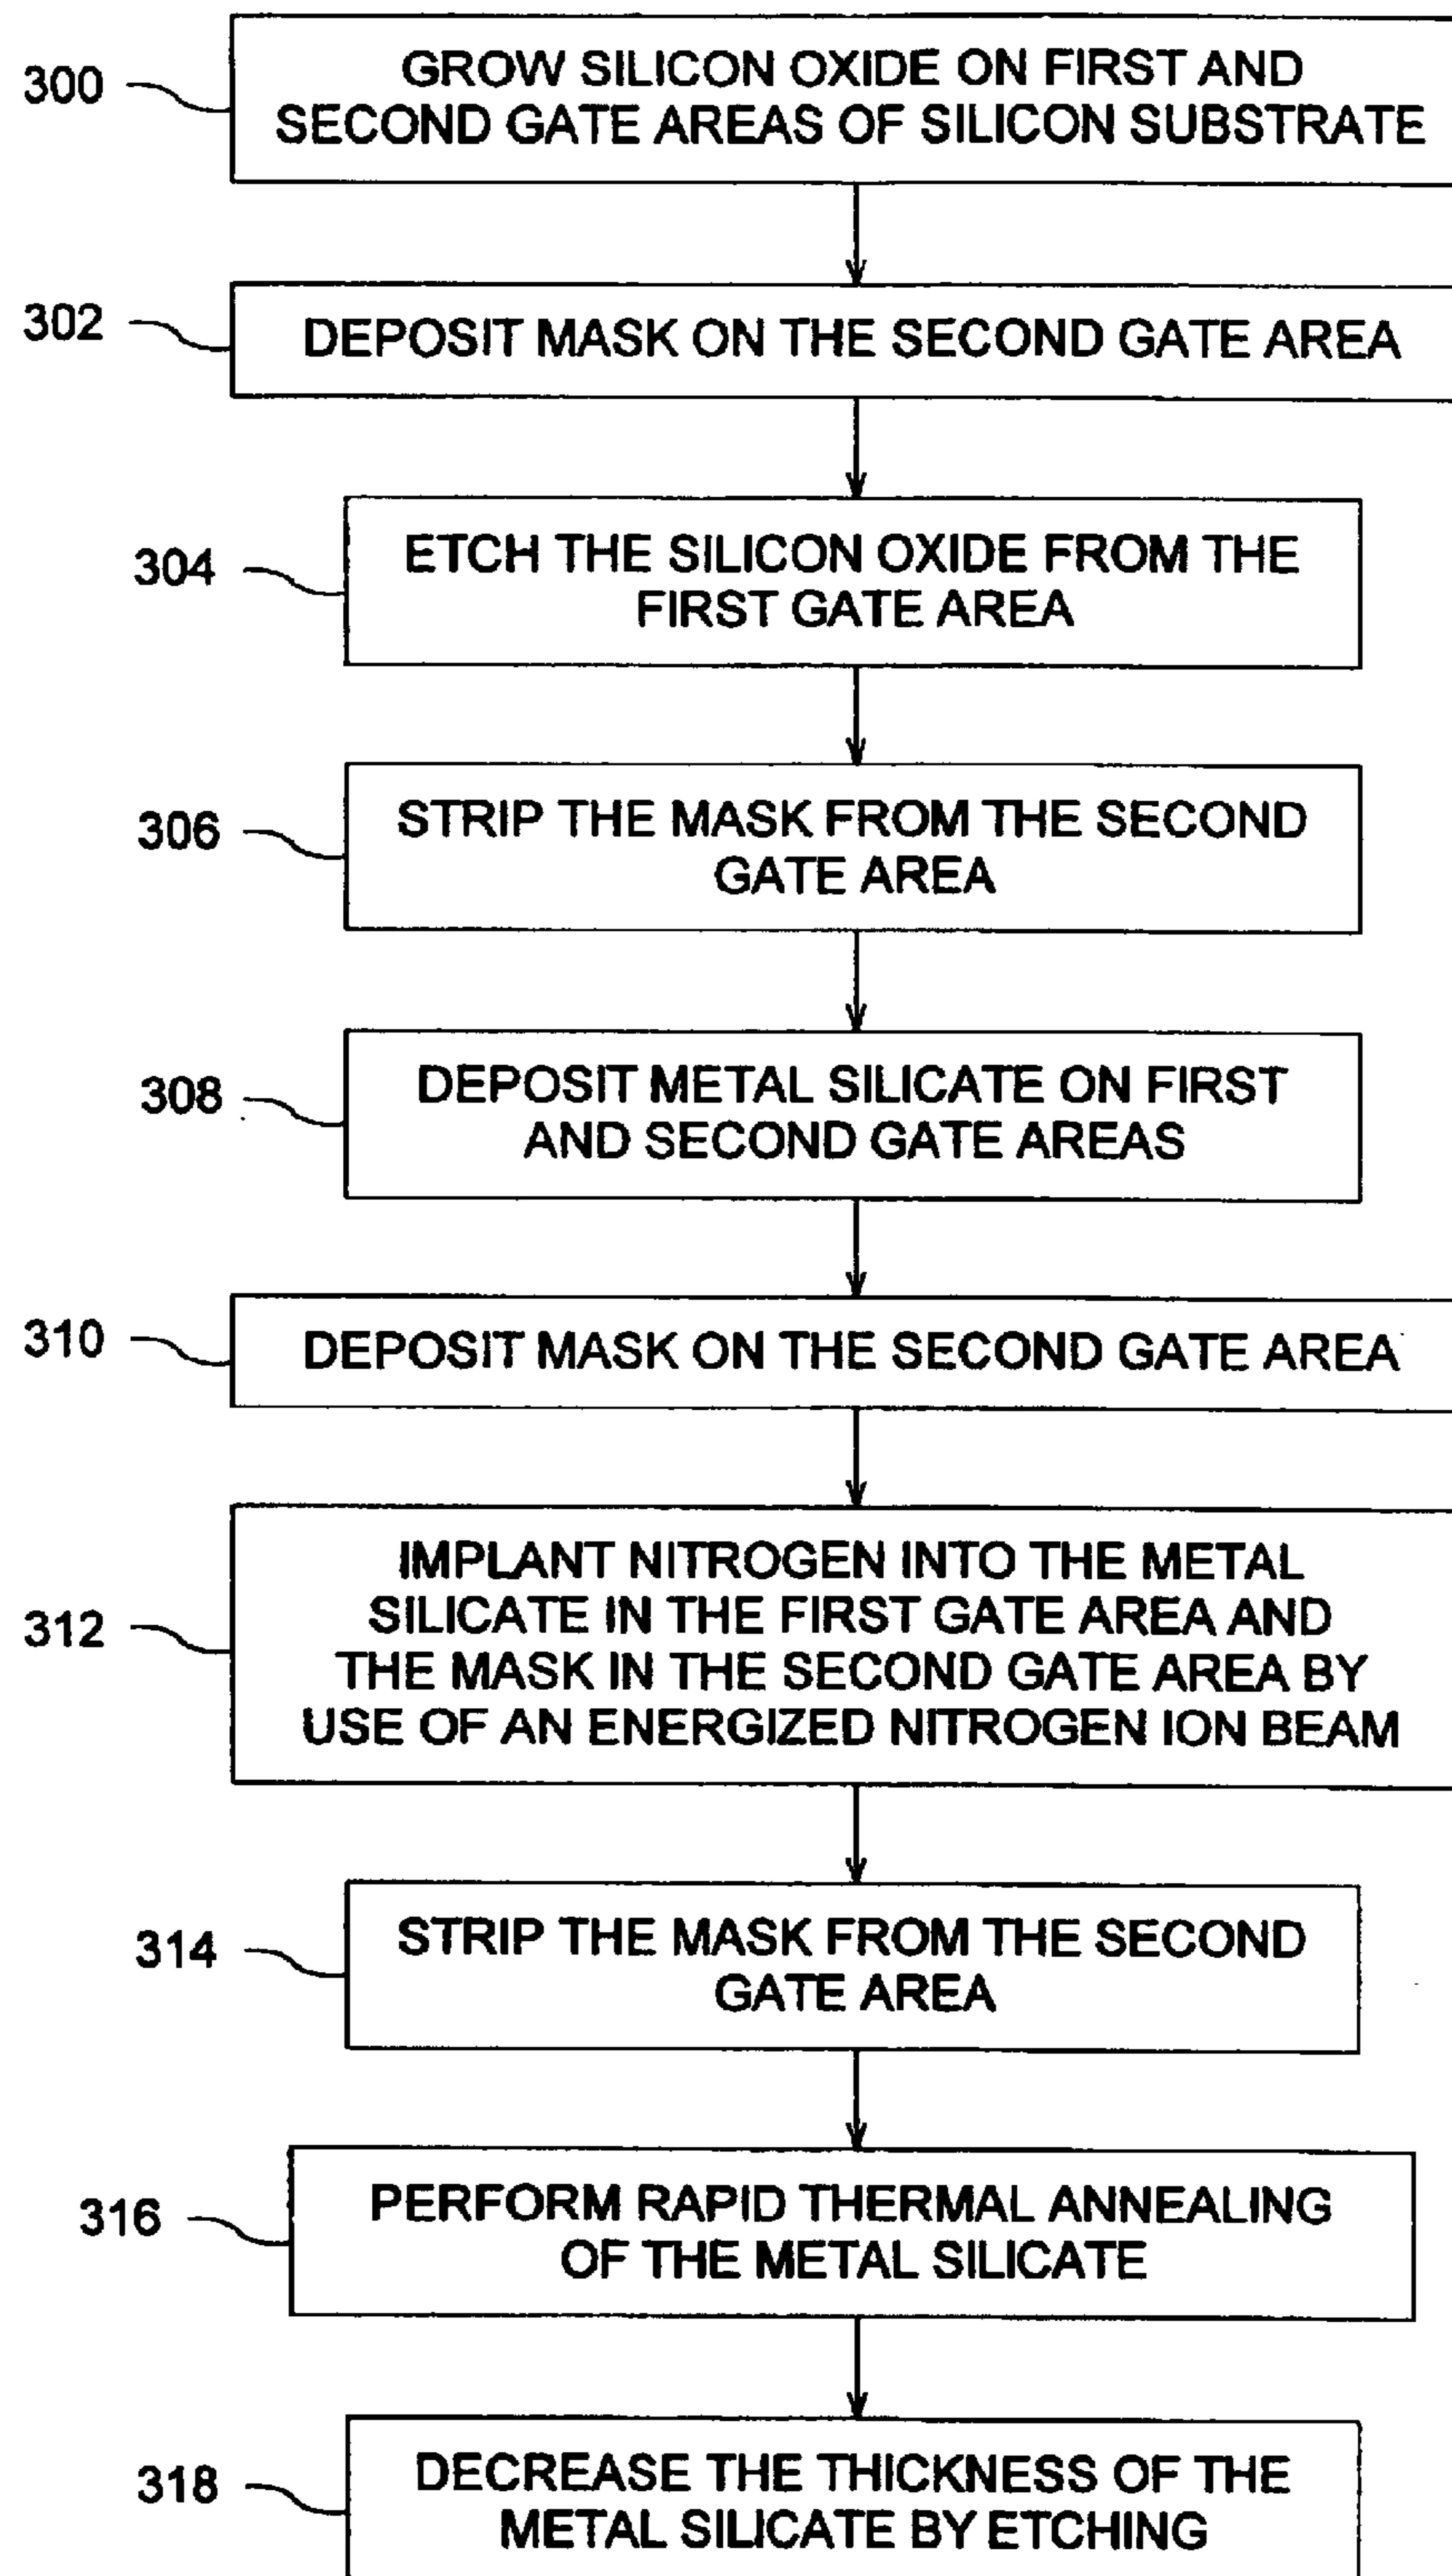 300
GROW SILICON OXIDE ON FIRST AND
SECOND GATE AREAS OF SILICON SUBSTRATE
302
DEPOSIT MASK ON THE SECOND GATE AREA
304
ETCH THE SILICON OXIDE FROM THE
FIRST GATE AREA
306
STRIP THE MASK FROM THE SECOND
GATE AREA
308
DEPOSIT METAL SILICATE ON FIRST
AND SECOND GATE AREAS
310
DEPOSIT MASK ON THE SECOND GATE AREA
312
IMPLANT NITROGEN INTO THE METAL
SILICATE IN THE FIRST GATE AREA AND
THE MASK IN THE SECOND GATE AREA BY
USE OF AN ENERGIZED NITROGEN ION BEAM
314
STRIP THE MASK FROM THE SECOND
GATE AREA
316
PERFORM RAPID THERMAL ANNEALING
OF THE METAL SILICATE
318
DECREASE THE THICKNESS OF THE
METAL SILICATE BY ETCHING